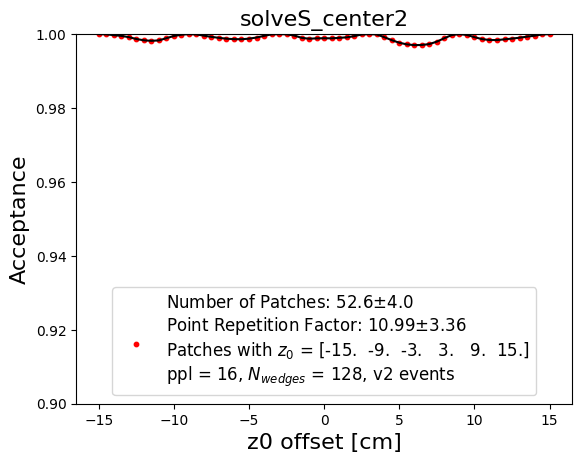 solveS_center2
Acceptance
1.00
0.98
0.96
0.94
0.92
0.90
Number of Patches: 52.6±4.0
Point Repetition Factor: 10.99±3.36
Patches with z₀ = [-15. -9. -3. 3. 9. 15.]
ppl = 16, N_wedges = 128, v2 events
−15 −10 −5 0 5 10 15
z0 offset [cm]